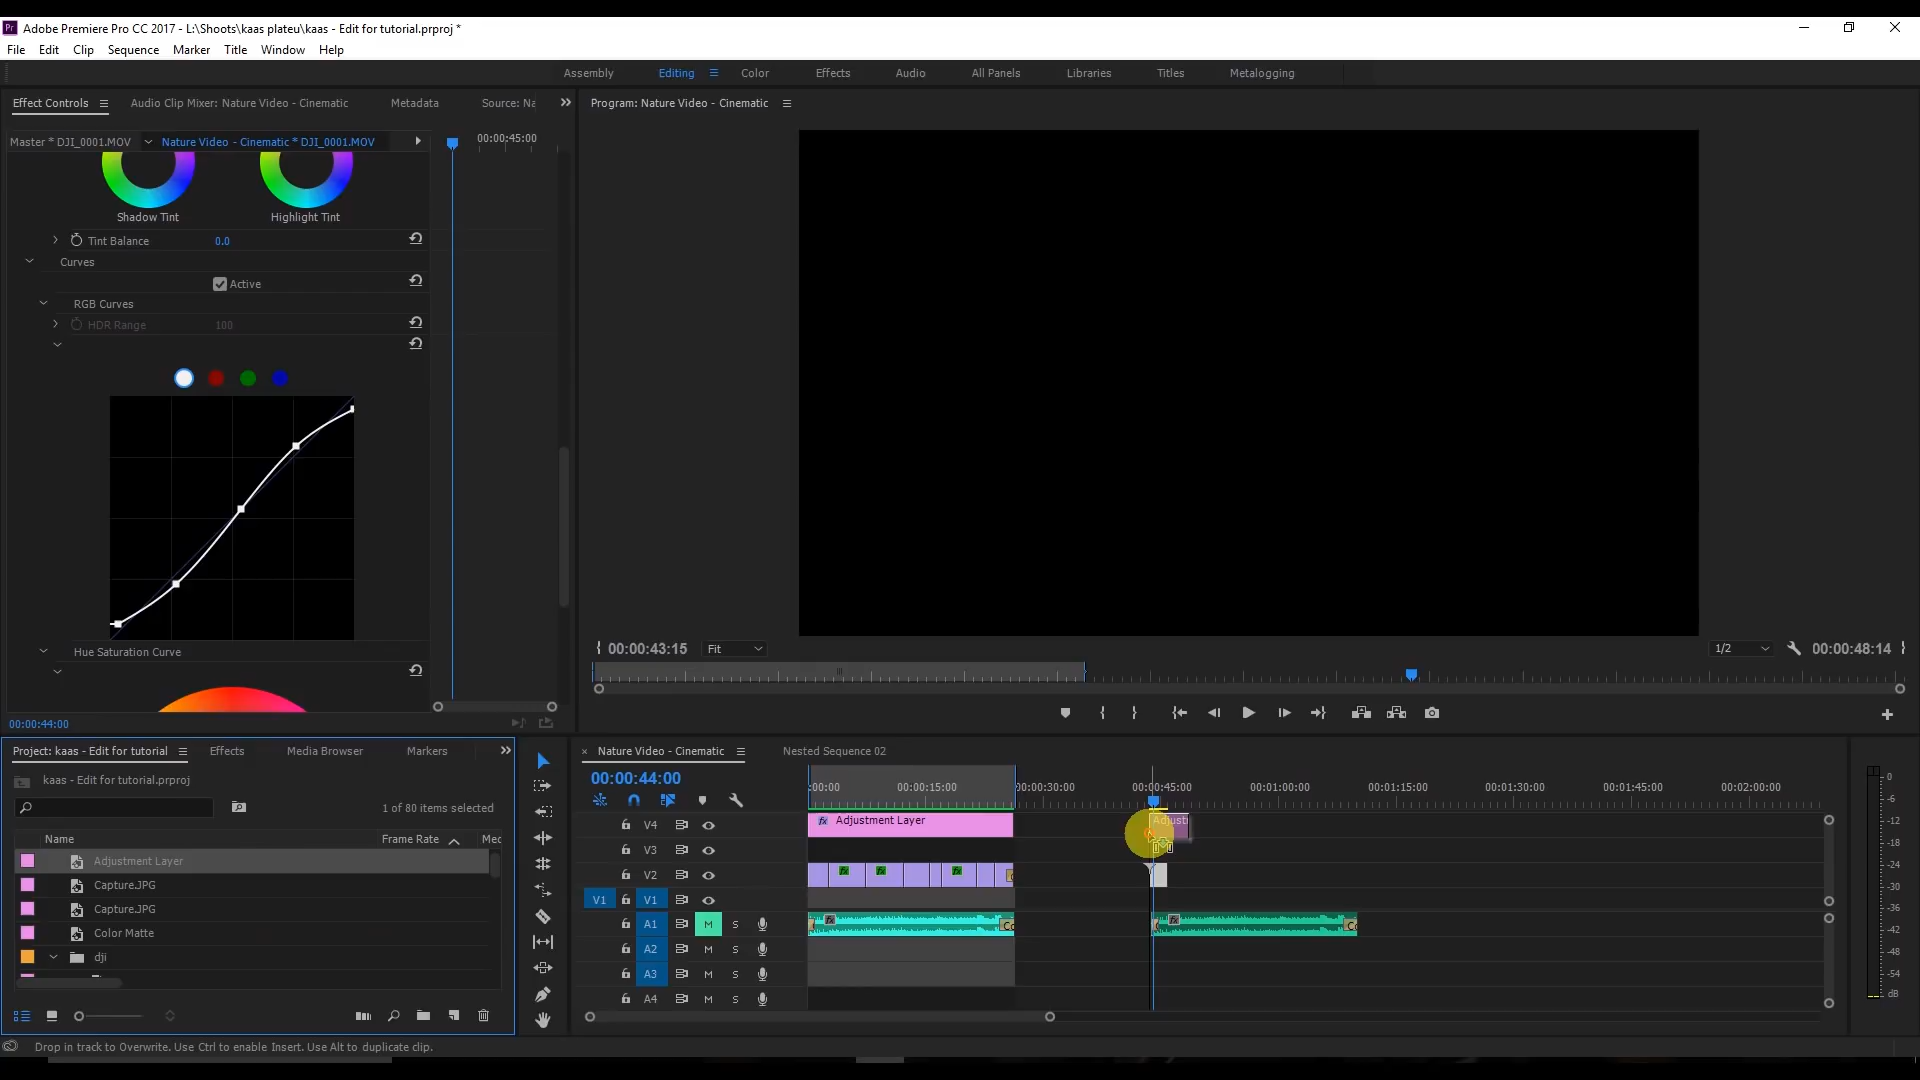 Adobe Premiere Pro CC 2017 - L:\Shoots\kaas plateu\kaas - Edit for tutorial.prproj *
File Edit Clip Sequence Marker Title Window Help
Assembly Editing Color Effects Audio All Panels Libraries Titles Metalogging
Effect Controls Audio Clip Mixer: Nature Video - Cinematic Metadata Source: Na
Program: Nature Video - Cinematic
Master * DJI_0001.MOV Nature Video - Cinematic * DJI_0001.MOV
00:00:45:00
Shadow Tint Highlight Tint
Tint Balance 0.0
Curves
Active
RGB Curves
HDR Range 100
Hue Saturation Curve
00:00:44:00
00:00:43:15 Fit 1/2 00:00:48:14
Project: kaas - Edit for tutorial Effects Media Browser Markers
kaas - Edit for tutorial.prproj
1 of 80 items selected
Name Frame Rate Mec
Adjustment Layer
Capture.JPG
Capture.JPG
Color Matte
dji
Nature Video - Cinematic Nested Sequence 02
00:00:44:00
:00:00 00:00:15:00 00:00:30:00 00:00:45:00 00:01:00:00 00:01:15:00 00:01:30:00 00:01:45:00 00:02:00:00
V4 fx Adjustment Layer Adjust
V3
V2 fx fx fx
V1 V1
A1 M S fx Co fx Co
A2 M S
A3 M S
A4 M S
0
-6
-12
-18
-24
-30
-36
-42
-48
-54
dB
Drop in track to Overwrite. Use Ctrl to enable Insert. Use Alt to duplicate clip.